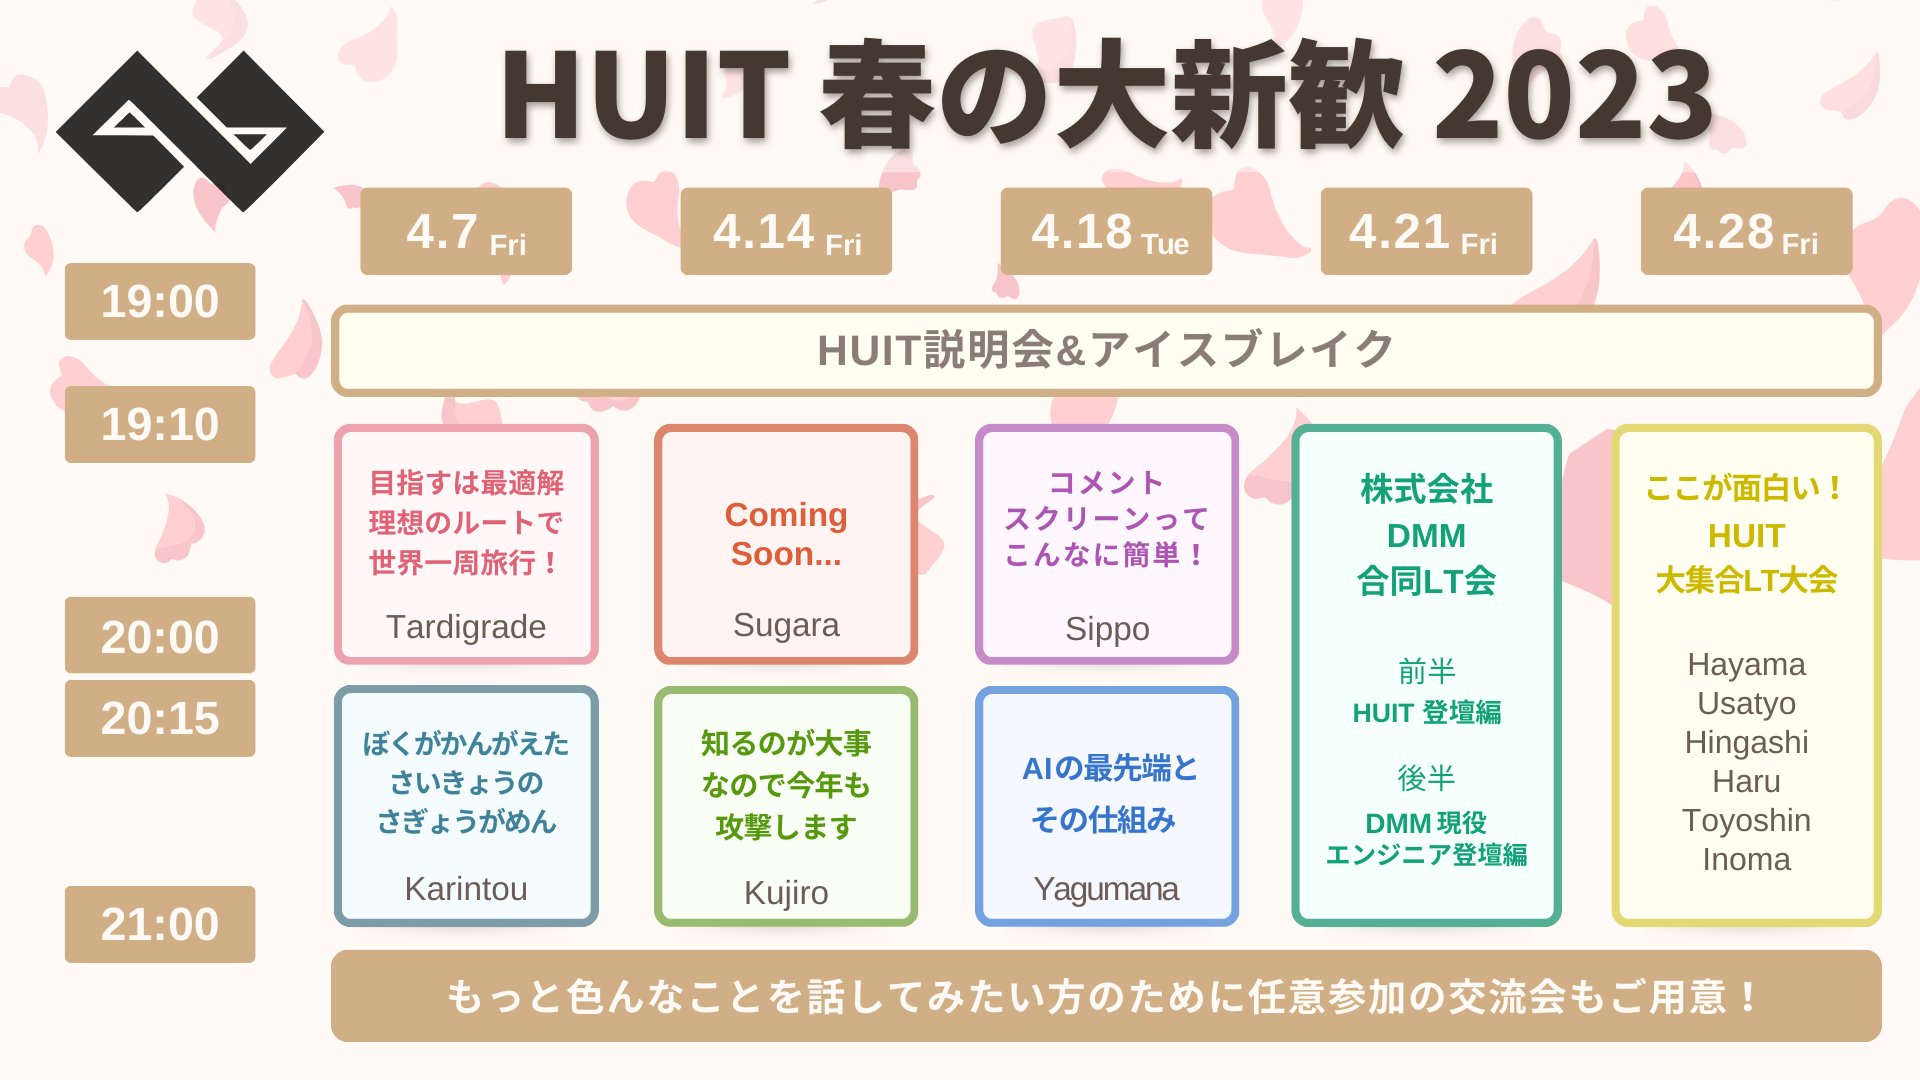 HUIT 春の大新歓 2023
4.7 Fri
4.14 Fri
4.18 Tue
4.21 Fri
4.28 Fri
19:00
HUIT説明会&アイスブレイク
19:10
目指すは最適解
理想のルートで
世界一周旅行！
Tardigrade
Coming
Soon...
Sugara
コメント
スクリーンって
こんなに簡単！
Sippo
株式会社
DMM
合同LT会
前半
HUIT 登壇編
後半
DMM 現役
エンジニア登壇編
ここが面白い！
HUIT
大集合LT大会
Hayama
Usatyo
Hingashi
Haru
Toyoshin
Inoma
20:00
20:15
ぼくがかんがえた
さいきょうの
さぎょうがめん
Karintou
知るのが大事
なので今年も
攻撃します
Kujiro
AIの最先端と
その仕組み
Yagumana
21:00
もっと色んなことを話してみたい方のために任意参加の交流会もご用意！